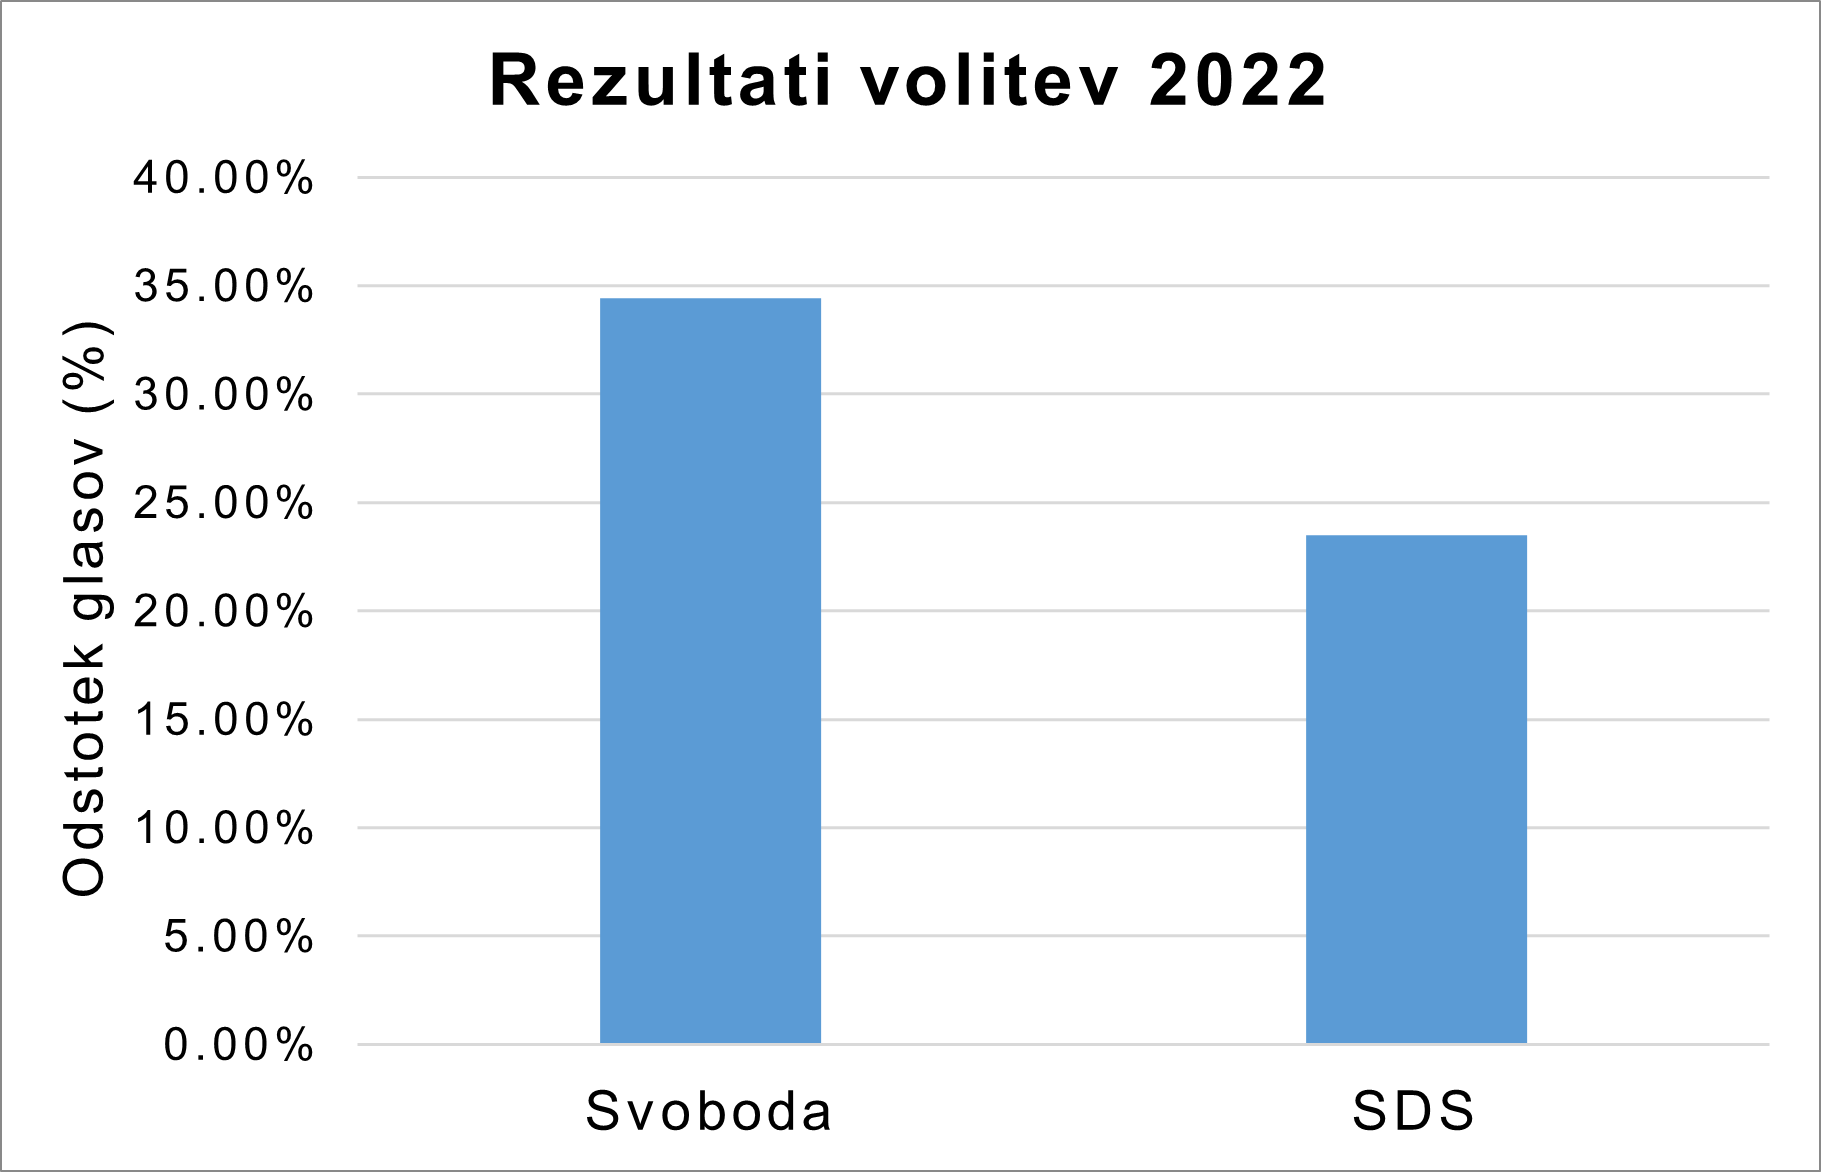 Rezultati volitev 2022
Odstotek glasov (%)
40.00%
35.00%
30.00%
25.00%
20.00%
15.00%
10.00%
5.00%
0.00%
Svoboda
SDS